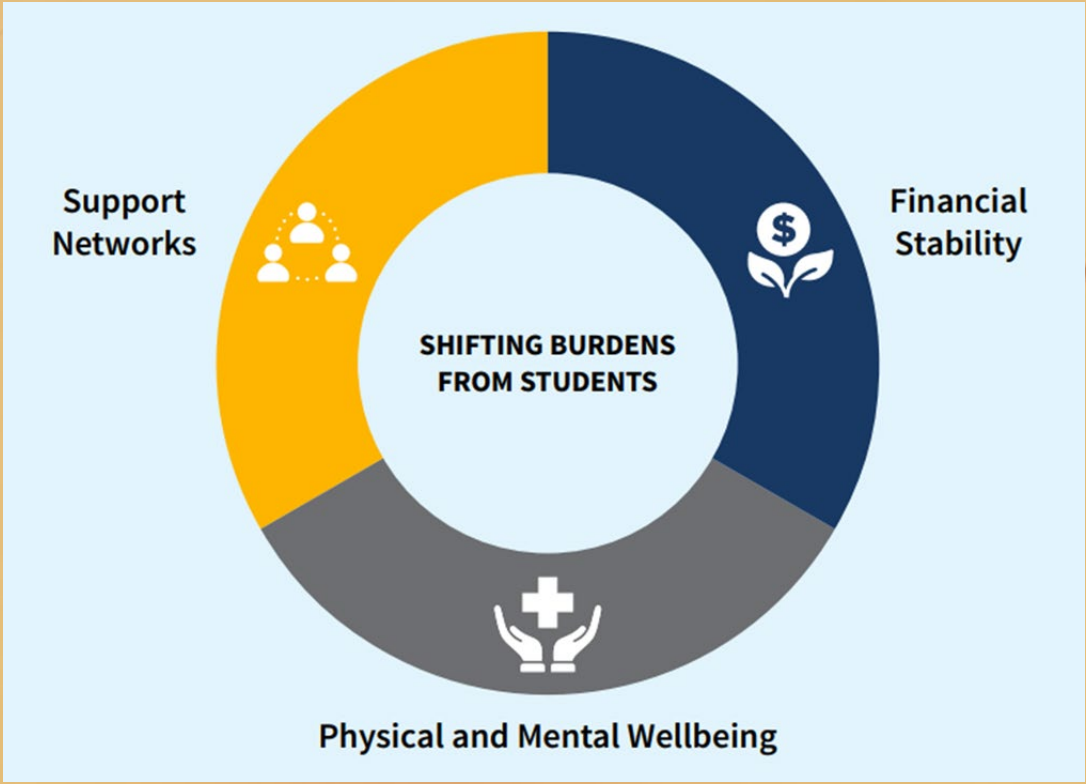 Support
Networks
$
Financial
Stability
SHIFTING BURDENS
FROM STUDENTS
Physical and Mental Wellbeing